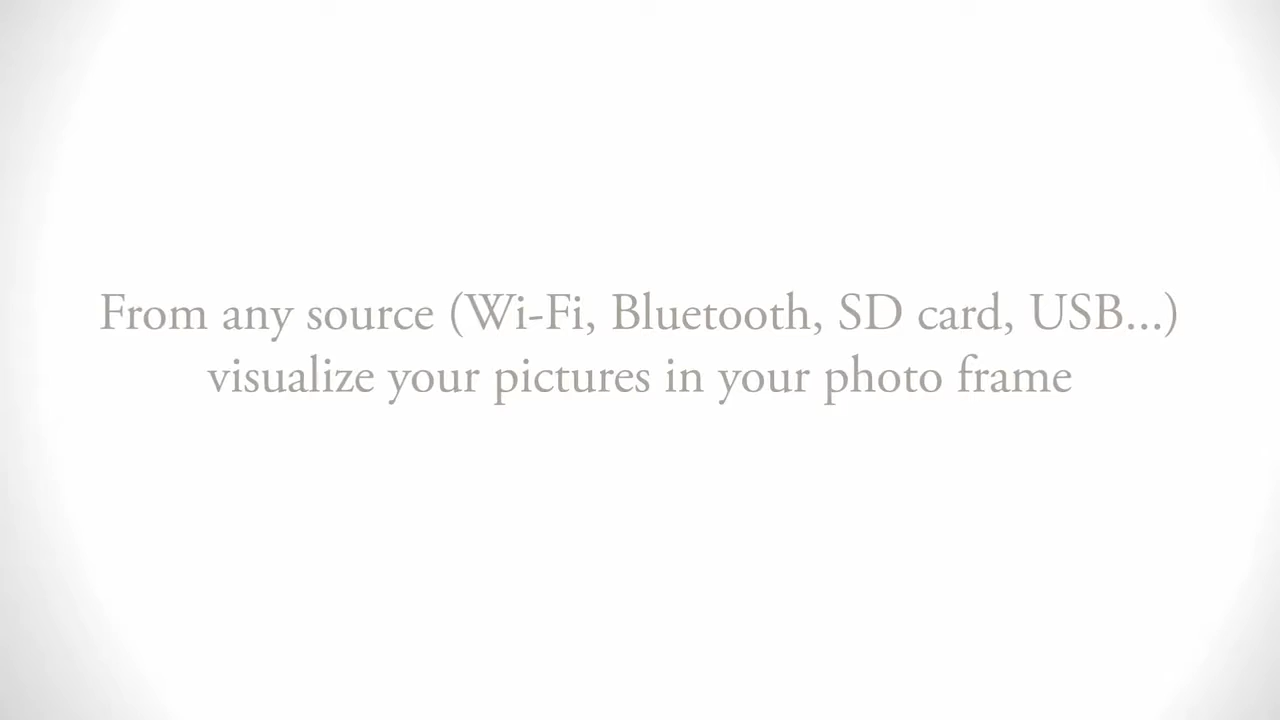 From any source (Wi-Fi, Bluetooth, SD card, USB...)
visualize your pictures in your photo frame